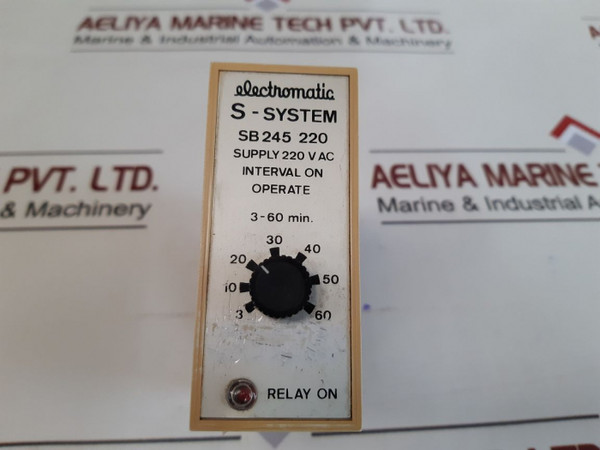 AELIYA MARINE TECH PVT. LTD.
Marine & Industrial Automation & Machinery
PVT. LTD.
& Machinery
AELIYA MARINE
Marine & Industrial
electromatic
S-SYSTEM
SB 245 220
SUPPLY 220 V AC
INTERVAL ON
OPERATE
3-60 min.
30
20 40
10 50
3 60
RELAY ON